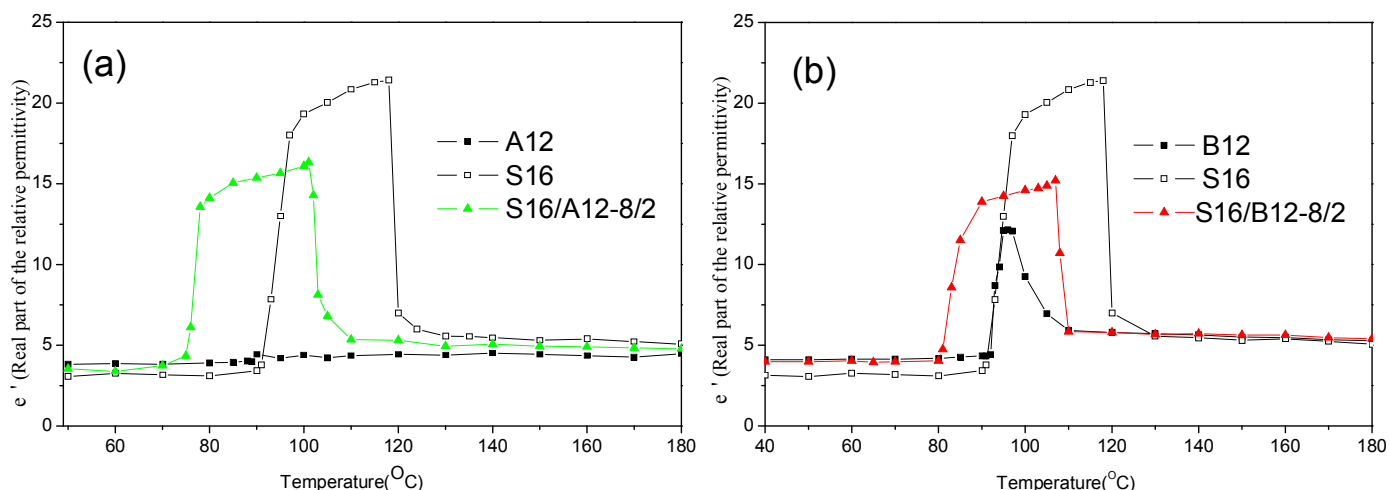 (a)
e ' (Real part of the relative permittivity)
25
20
15
10
5
0
A12
S16
S16/A12-8/2
60 80 100 120 140 160 180
Temperature(OC)
(b)
e ' (Real part of the relative permittivity)
25
20
15
10
5
0
B12
S16
S16/B12-8/2
40 60 80 100 120 140 160 180
Temperature(OC)